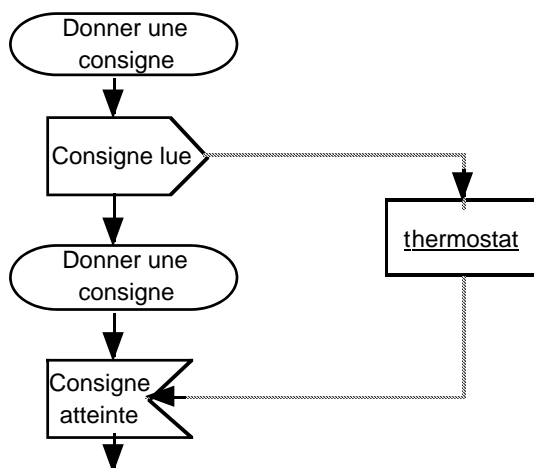 Donner une
consigne
Consigne lue
thermostat
Donner une
consigne
Consigne
atteinte